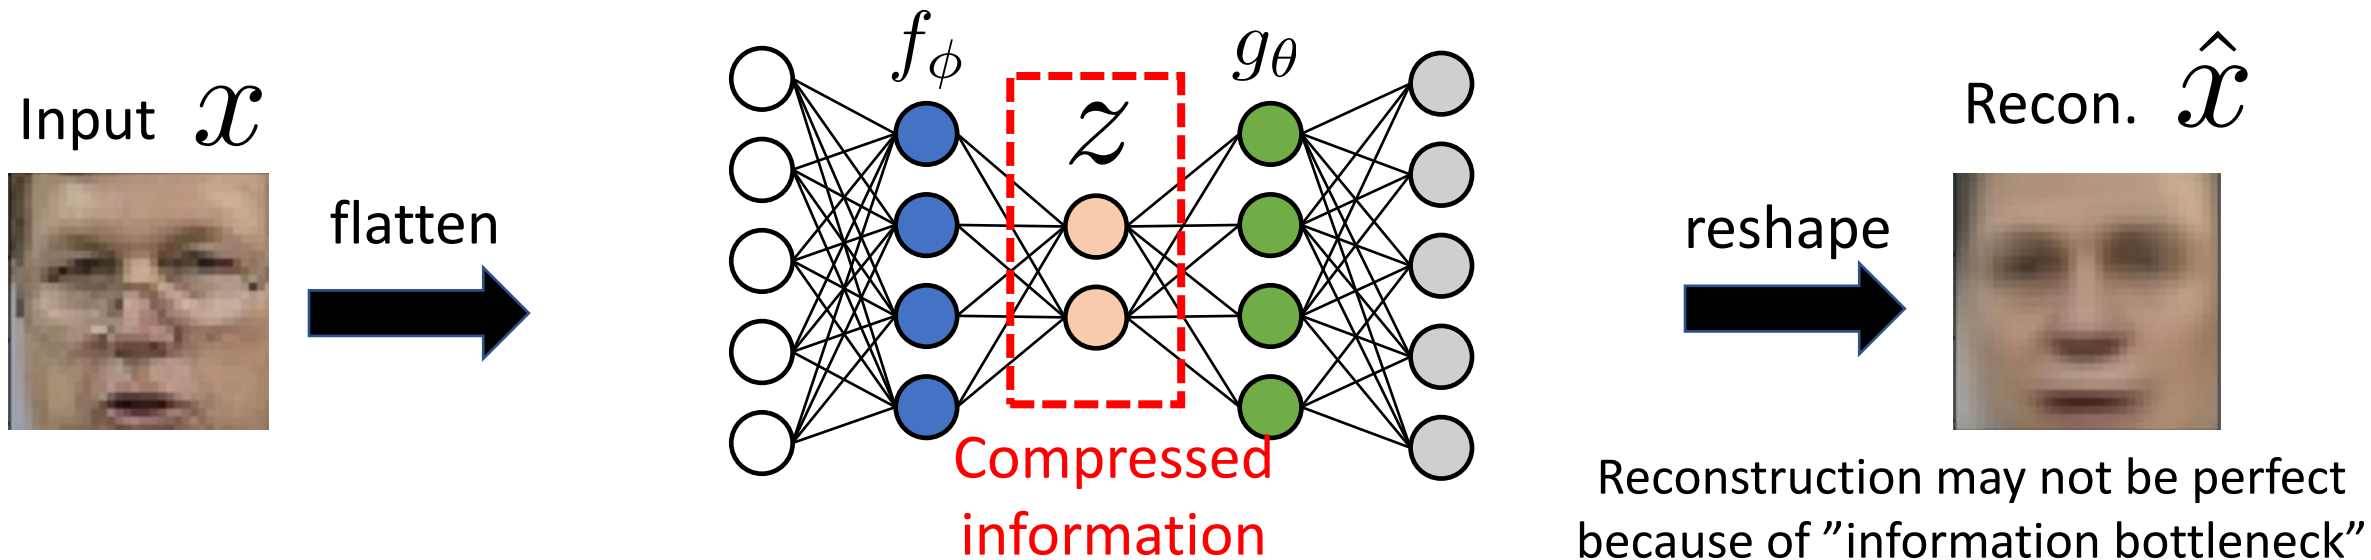 Input x
flatten
f_ϕ
z
g_θ
Compressed
information
reshape
Recon. x̂
Reconstruction may not be perfect
because of ”information bottleneck”